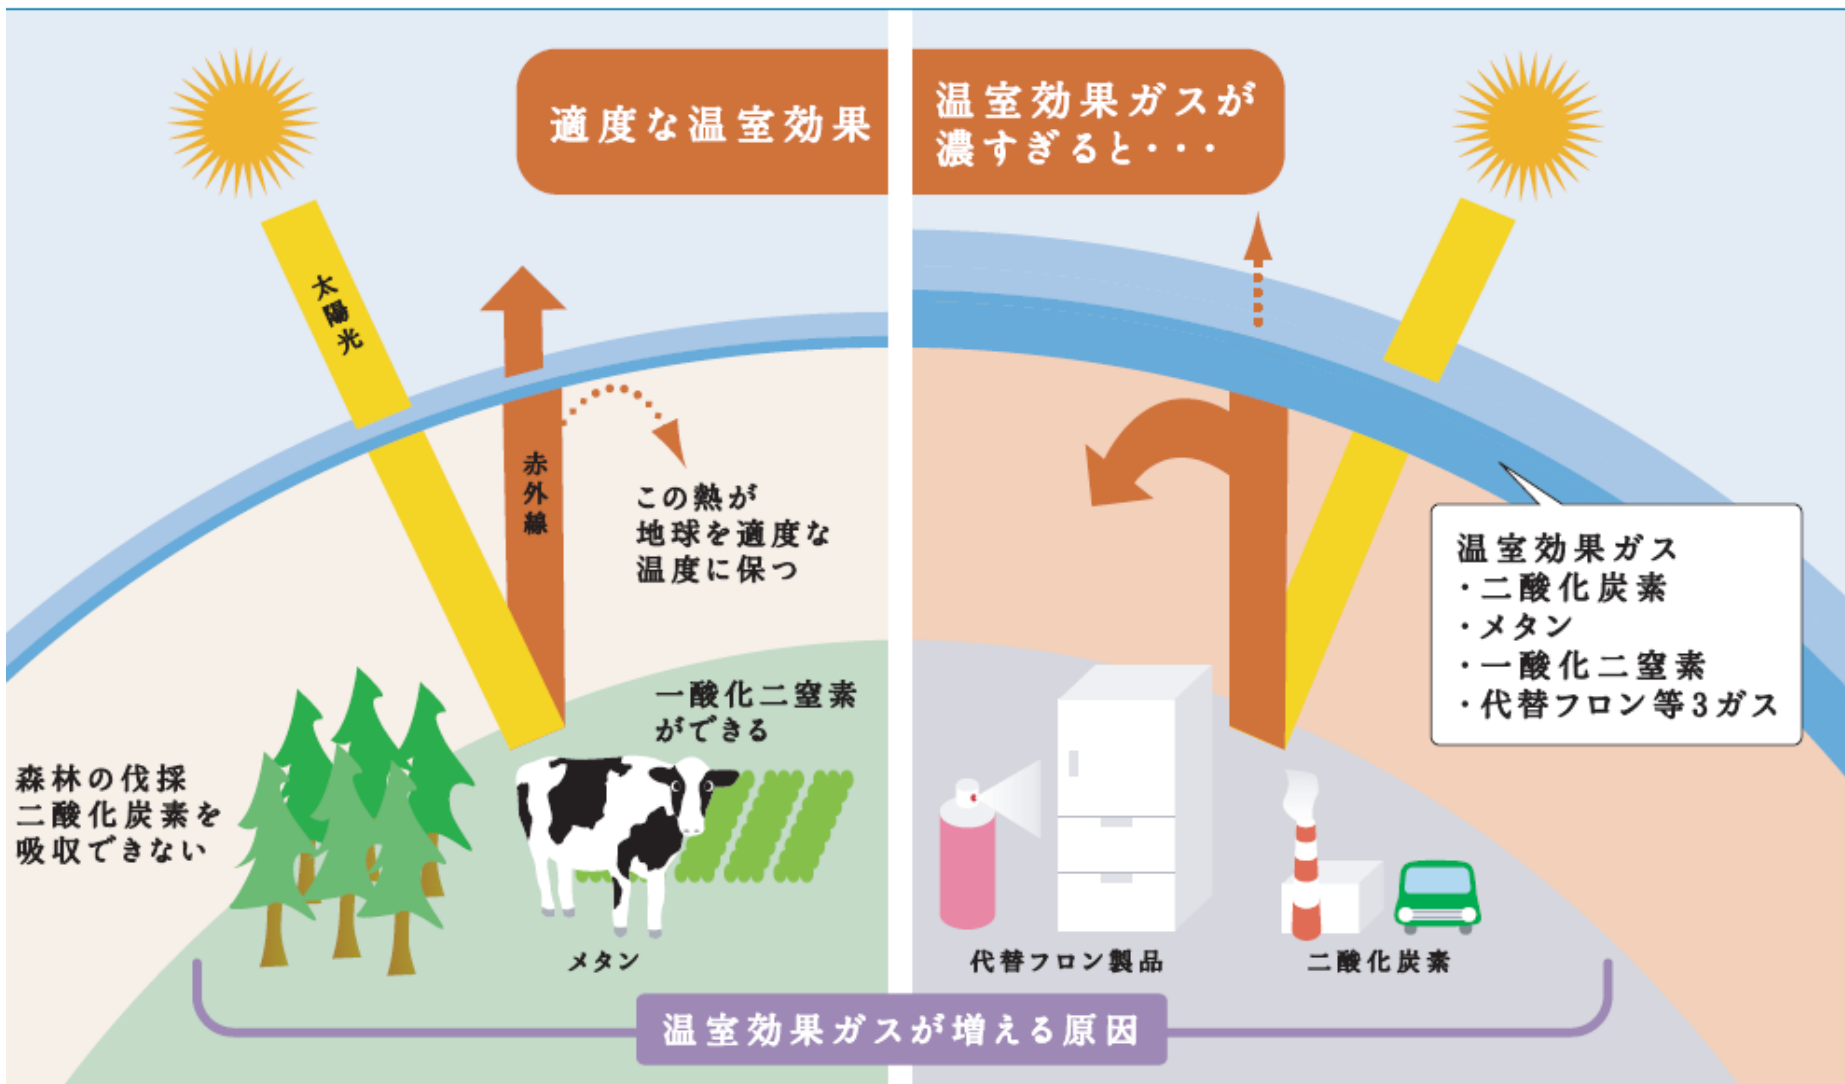 適度な温室効果
温室効果ガスが
濃すぎると・・・
太陽光
赤外線
この熱が
地球を適度な
温度に保つ
一酸化二窒素
ができる
森林の伐採
二酸化炭素を
吸収できない
メタン
温室効果ガス
・二酸化炭素
・メタン
・一酸化二窒素
・代替フロン等3ガス
代替フロン製品
二酸化炭素
温室効果ガスが増える原因